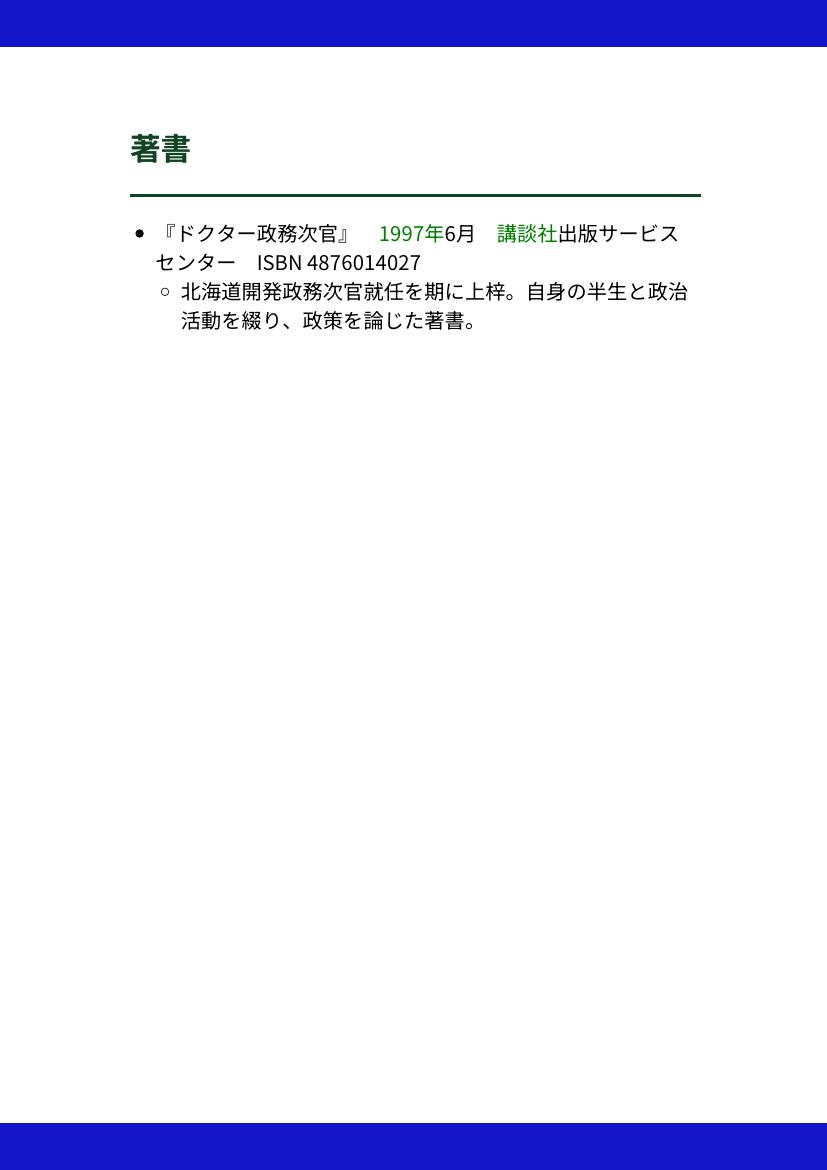 著書
『ドクター政務次官』　1997年6月　講談社出版サービス
センター　ISBN 4876014027
北海道開発政務次官就任を期に上梓。自身の半生と政治
活動を綴り、政策を論じた著書。